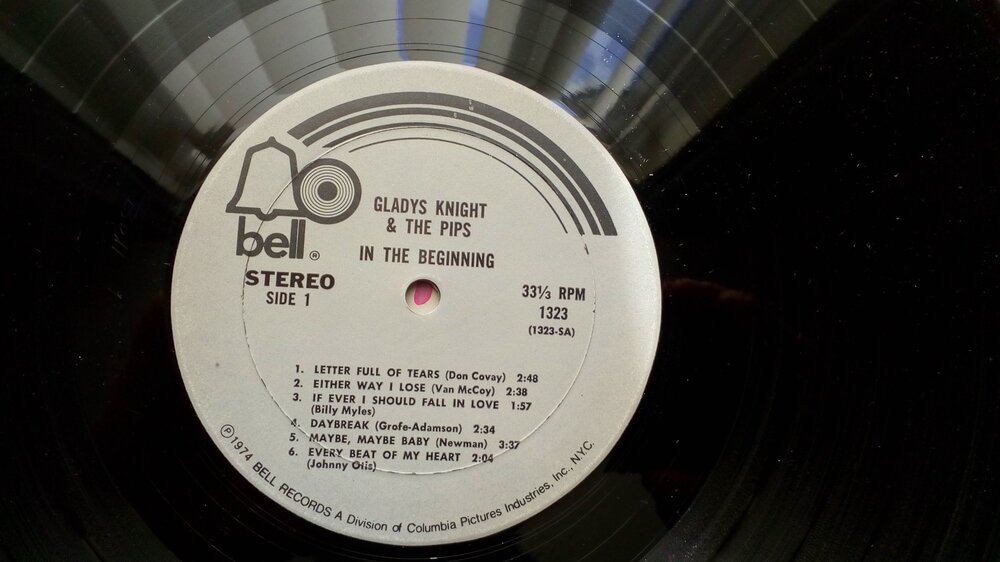 bell®
GLADYS KNIGHT
& THE PIPS
IN THE BEGINNING
STEREO
SIDE 1
33⅓ RPM
1323
(1323-SA)
1. LETTER FULL OF TEARS (Don Covay) 2:48
2. EITHER WAY I LOSE (Van McCoy) 2:38
3. IF EVER I SHOULD FALL IN LOVE 1:57
(Billy Myles)
4. DAYBREAK (Grofe-Adamson) 2:34
5. MAYBE, MAYBE BABY (Newman) 3:37
6. EVERY BEAT OF MY HEART 2:04
(Johnny Otis)
℗1974 BELL RECORDS A Division of Columbia Pictures Industries, Inc., N.Y.C.